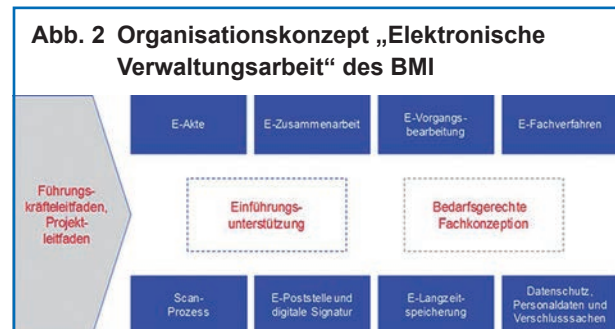 Abb. 2 Organisationskonzept „Elektronische
Verwaltungsarbeit“ des BMI
E-Akte
E-Zusammenarbeit
E-Vorgangs-
bearbeitung
E-Fachverfahren
Führungs-
kräfteleitfaden,
Projekt-
leitfaden
Einführungs-
unterstützung
Bedarfsgerechte
Fachkonzeption
Scan-
Prozess
E-Poststelle und
digitale Signatur
E-Langzeit-
speicherung
Datenschutz,
Personaldaten und
Verschlusssachen